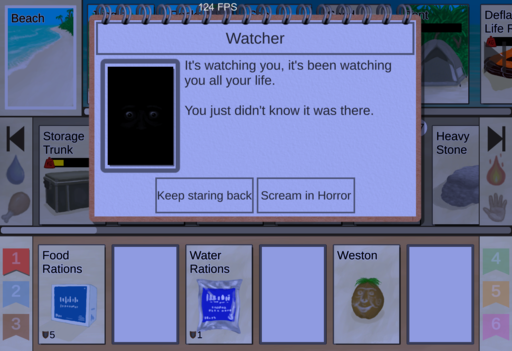 124 FPS
Beach
Defla
Life F
Watcher
It's watching you, it's been watching
you all your life.
You just didn't know it was there.
Keep staring back
Scream in Horror
Storage
Trunk
Heavy
Stone
1
2
3
Food
Rations
5
Water
Rations
1
Weston
4
5
6